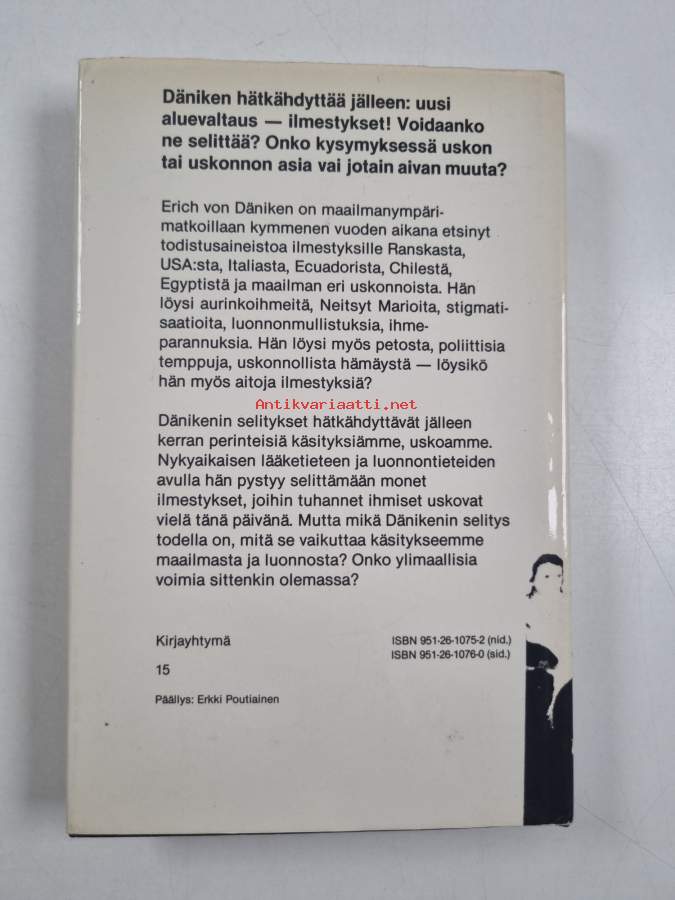 Däniken hätkähdyttää jälleen: uusi
aluevaltaus — ilmestykset! Voidaanko
ne selittää? Onko kysymyksessä uskon
tai uskonnon asia vai jotain aivan muuta?
Erich von Däniken on maailmanympäri-
matkoillaan kymmenen vuoden aikana etsinyt
todistusaineistoa ilmestyksille Ranskasta,
USA:sta, Italiasta, Ecuadorista, Chilestä,
Egyptistä ja maailman eri uskonnoista. Hän
löysi aurinkoihmeitä, Neitsyt Marioita, stigmati-
saatioita, luonnonmullistuksia, ihme-
parannuksia. Hän löysi myös petosta, poliittisia
temppuja, uskonnollista hämäystä — löysikö
hän myös aitoja ilmestyksiä?
Antikvariaatti.net
Dänikenin selitykset hätkähdyttävät jälleen
kerran perinteisiä käsityksiämme, uskoamme.
Nykyaikaisen lääketieteen ja luonnontieteiden
avulla hän pystyy selittämään monet
ilmestykset, joihin tuhannet ihmiset uskovat
vielä tänä päivänä. Mutta mikä Dänikenin selitys
todella on, mitä se vaikuttaa käsitykseemme
maailmasta ja luonnosta? Onko ylimaallisia
voimia sittenkin olemassa?
Kirjayhtymä
ISBN 951-26-1075-2 (nid.)
ISBN 951-26-1076-0 (sid.)
15
Päällys: Erkki Poutiainen